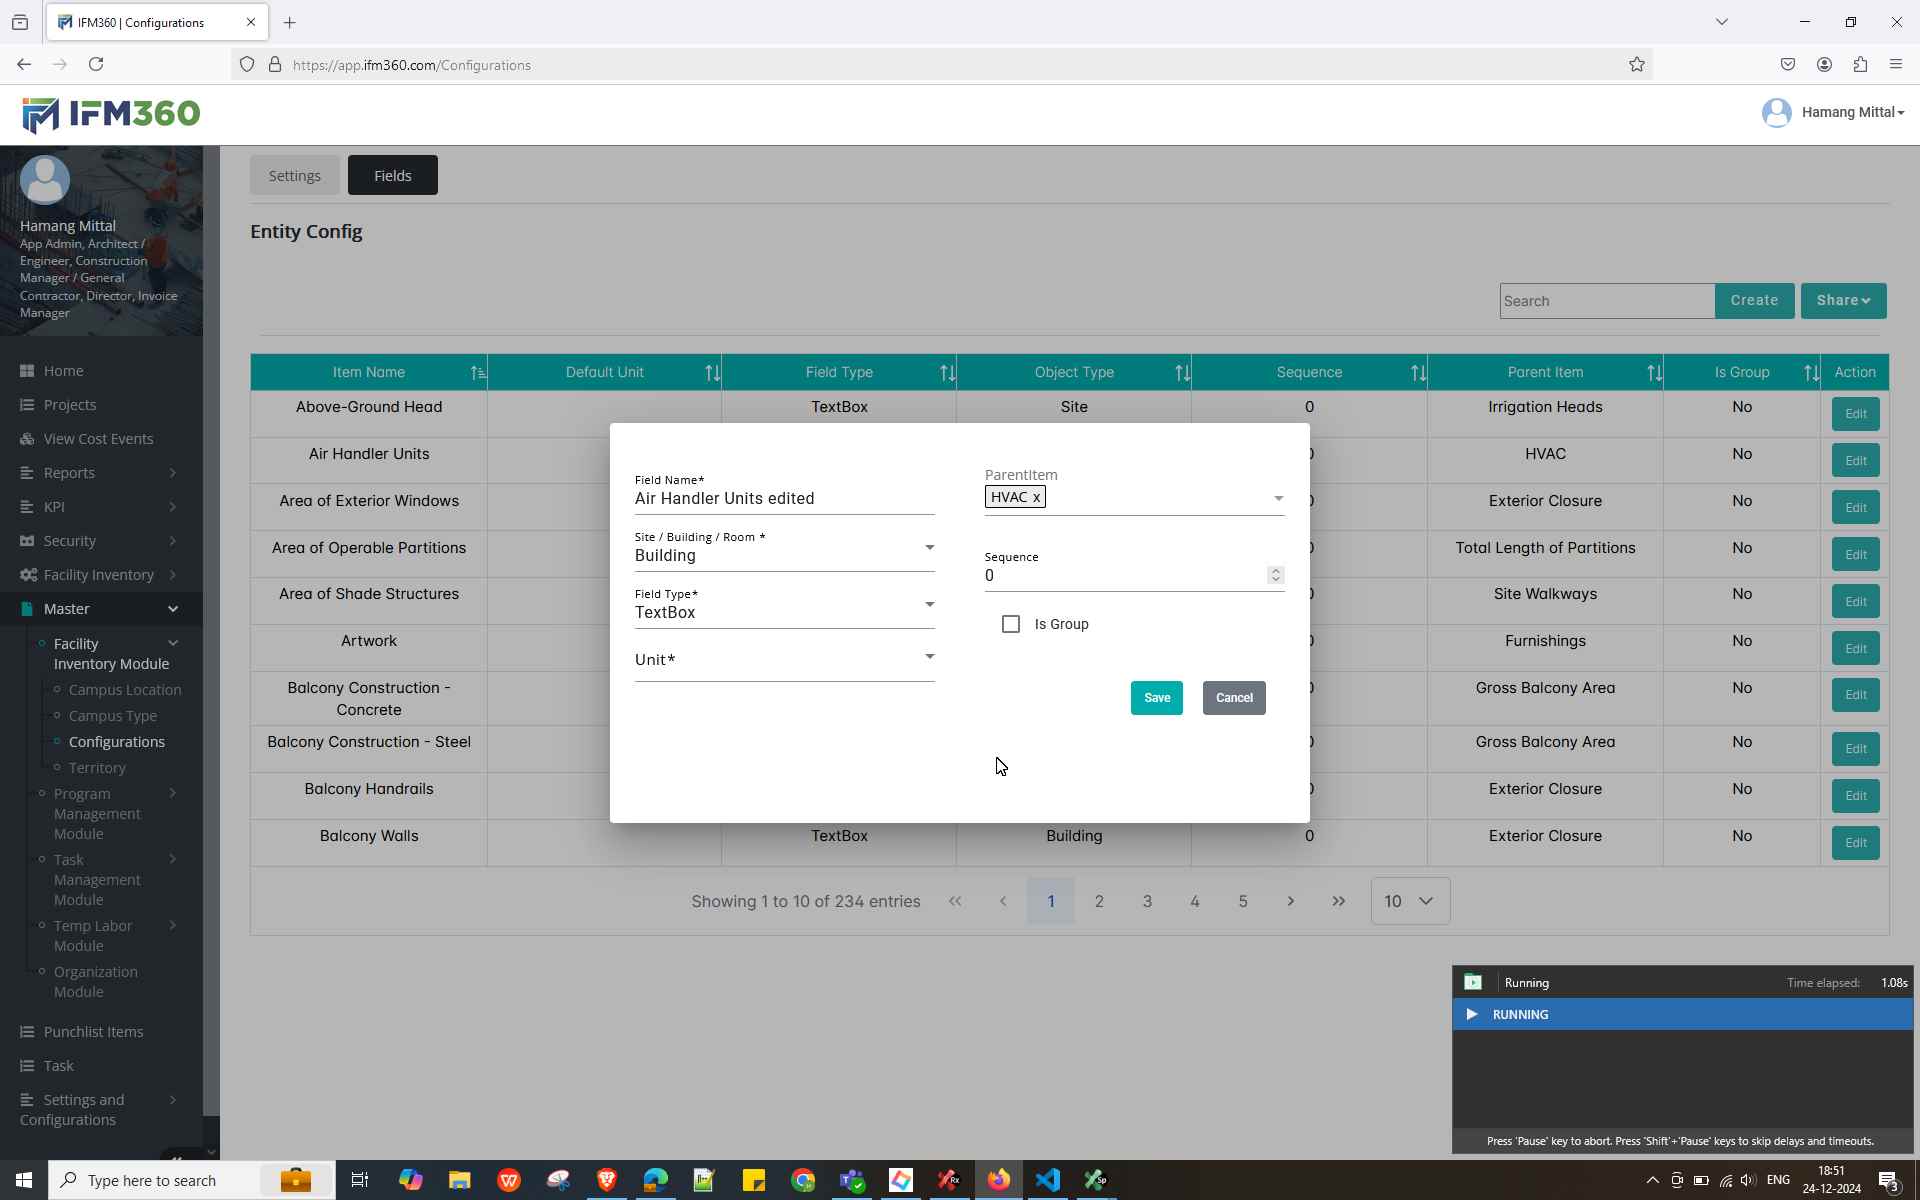 IFM360 | Configurations
https://app.ifm360.com/Configurations
IFM360
Hamang Mittal
Hamang Mittal
App Admin, Architect /
Engineer, Construction
Manager / General
Contractor, Director, Invoice
Manager
Home
Projects
View Cost Events
Reports
KPI
Security
Facility Inventory
Master
Facility
Inventory Module
Campus Location
Campus Type
Configurations
Territory
Program
Management
Module
Task
Management
Module
Temp Labor
Module
Organization
Module
Punchlist Items
Task
Settings and
Configurations
Settings Fields
Entity Config
Search Create Share
Item Name Default Unit Field Type Object Type Sequence Parent Item Is Group Action
Above-Ground Head TextBox Site 0 Irrigation Heads No Edit
Air Handler Units HVAC No Edit
Area of Exterior Windows Exterior Closure No Edit
Area of Operable Partitions Total Length of Partitions No Edit
Area of Shade Structures Site Walkways No Edit
Artwork Furnishings No Edit
Balcony Construction -
Concrete Gross Balcony Area No Edit
Balcony Construction - Steel Gross Balcony Area No Edit
Balcony Handrails Exterior Closure No Edit
Balcony Walls TextBox Building 0 Exterior Closure No Edit
Showing 1 to 10 of 234 entries 1 2 3 4 5 10
Field Name*
Air Handler Units edited
Site / Building / Room *
Building
Field Type*
TextBox
Unit*
ParentItem
HVAC x
Sequence
0
Is Group
Save Cancel
Running Time elapsed: 1.08s
RUNNING
Press 'Pause' key to abort. Press 'Shift'+'Pause' keys to skip delays and timeouts.
Type here to search
ENG
18:51
24-12-2024
3